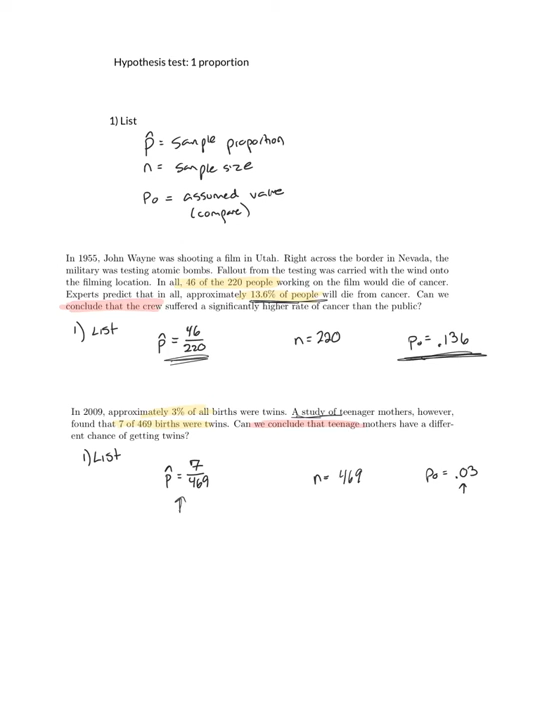 Hypothesis test: 1 proportion
1) List
p̂ = sample proportion
n = sample size
Po = assumed value
(compare)
In 1955, John Wayne was shooting a film in Utah. Right across the border in Nevada, the
military was testing atomic bombs. Fallout from the testing was carried with the wind onto
the filming location. In all, 46 of the 220 people working on the film would die of cancer.
Experts predict that in all, approximately 13.6% of people will die from cancer. Can we
conclude that the crew suffered a significantly higher rate of cancer than the public?
1) List p̂ = 46/220 n = 220 Po = .136
In 2009, approximately 3% of all births were twins. A study of teenager mothers, however,
found that 7 of 469 births were twins. Can we conclude that teenage mothers have a differ-
ent chance of getting twins?
1) List
p̂ = 7/469 n = 469 Po = .03